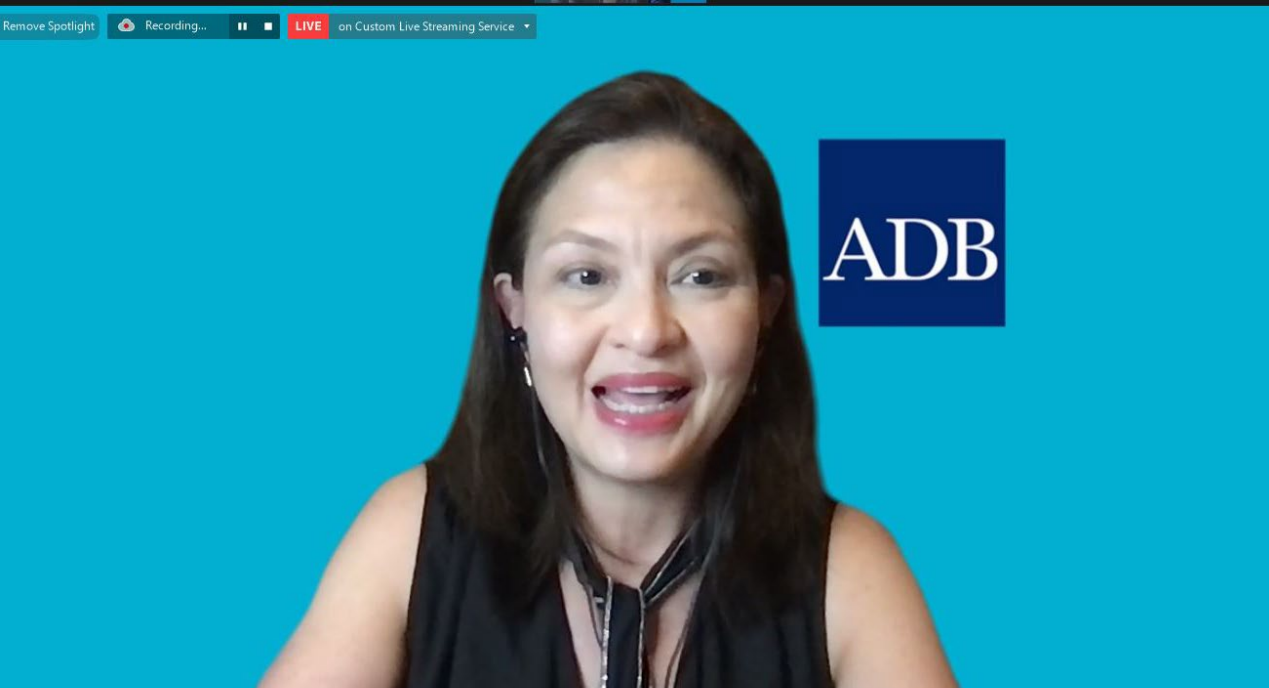 Remove Spotlight
Recording...
LIVE
on Custom Live Streaming Service
ADB